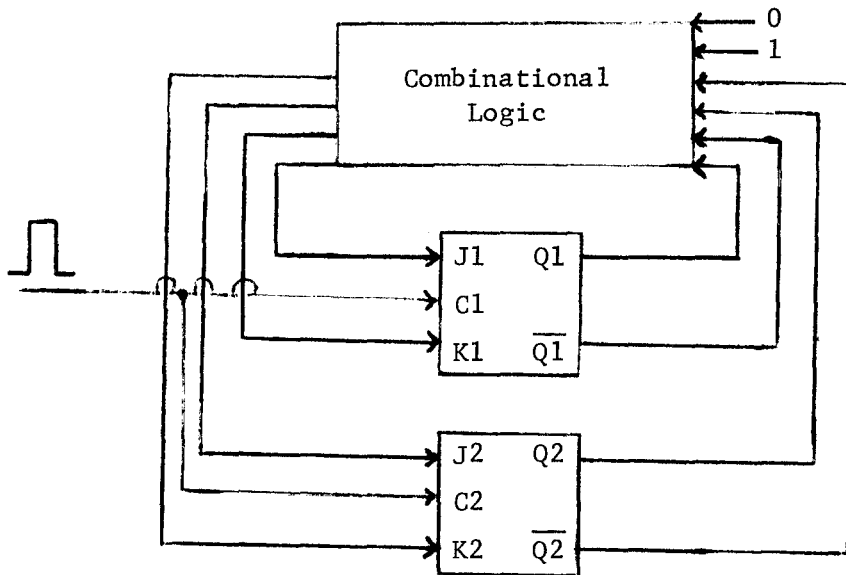 0
1
Combinational
Logic
J1 Q1
C1
K1 Q1̅
J2 Q2
C2
K2 Q2̅